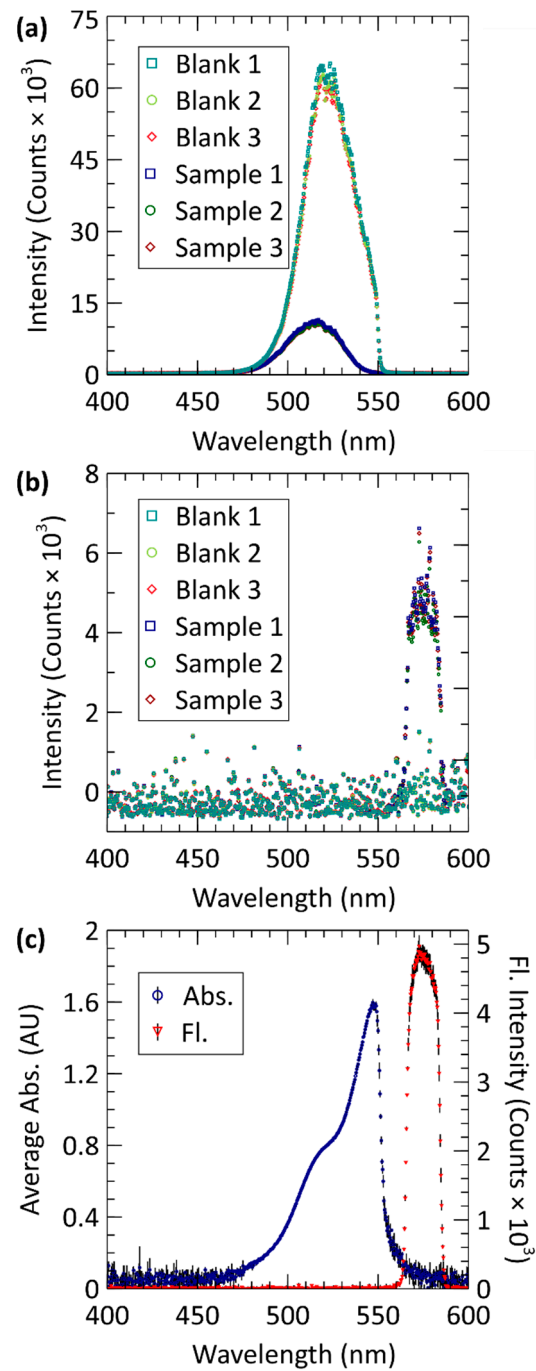 (a)
75
60
45
30
15
0
Intensity (Counts × 10³)
Blank 1
Blank 2
Blank 3
Sample 1
Sample 2
Sample 3
400 450 500 550 600
Wavelength (nm)
(b)
8
6
4
2
0
Intensity (Counts × 10³)
Blank 1
Blank 2
Blank 3
Sample 1
Sample 2
Sample 3
400 450 500 550 600
Wavelength (nm)
(c)
2
1.6
1.2
0.8
0.4
0
Average Abs. (AU)
Abs.
Fl.
5
4
3
2
1
0
Fl. Intensity (Counts × 10³)
400 450 500 550 600
Wavelength (nm)